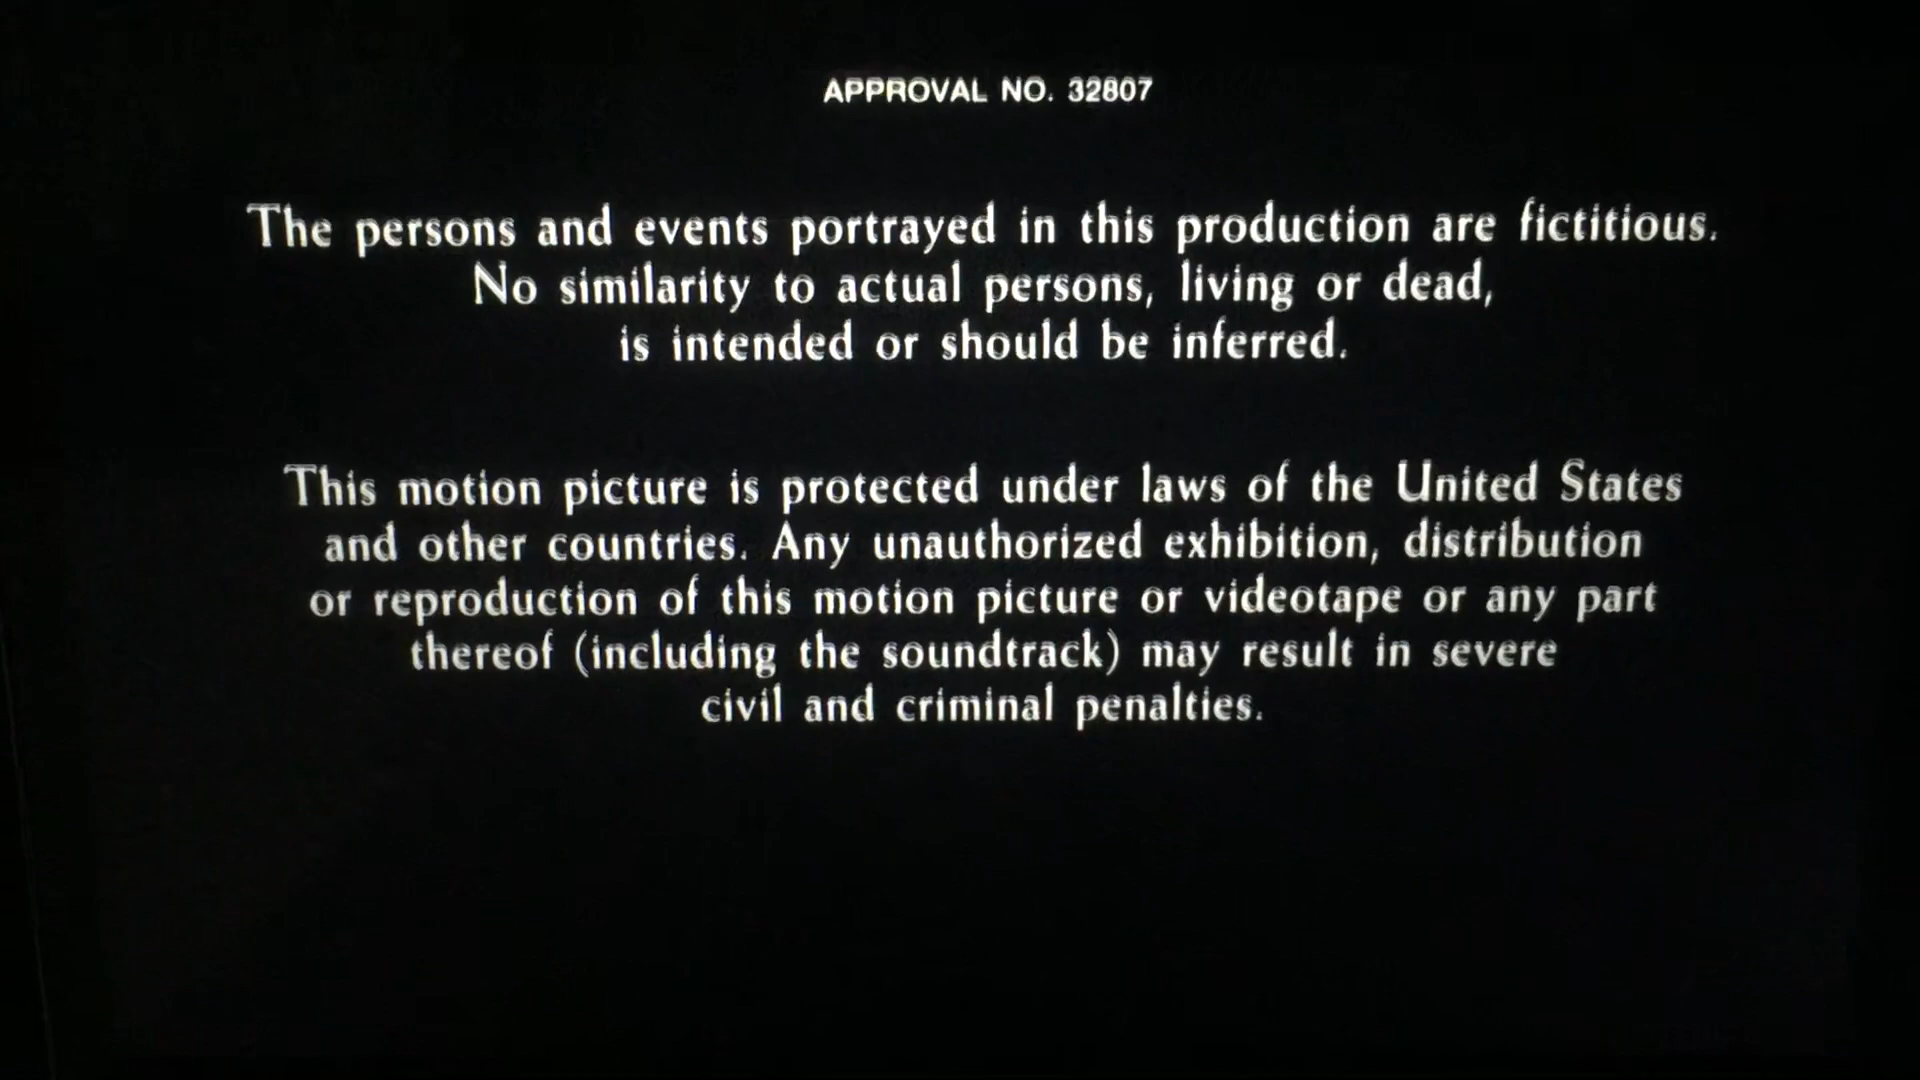 APPROVAL NO. 32807
The persons and events portrayed in this production are fictitious.
No similarity to actual persons, living or dead,
is intended or should be inferred.
This motion picture is protected under laws of the United States
and other countries. Any unauthorized exhibition, distribution
or reproduction of this motion picture or videotape or any part
thereof (including the soundtrack) may result in severe
civil and criminal penalties.